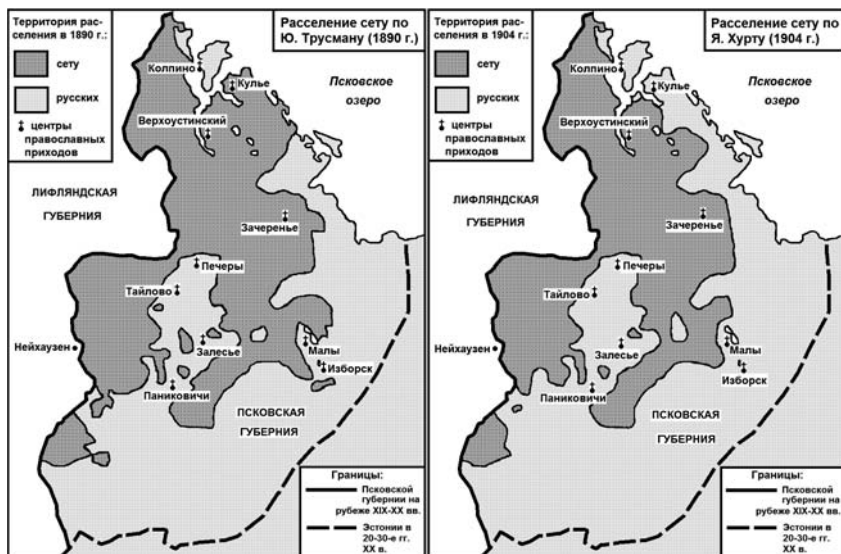 Территория рас-
селения в 1890 г.:
сету
русских
центры
православных
приходов
Расселение сету по
Ю. Трусману (1890 г.)
Колпино
Кулье
Псковское
озеро
Верхоустинский
ЛИФЛЯНДСКАЯ
ГУБЕРНИЯ
Зачеренье
Печеры
Тайлово
Нейхаузен
Залесье
Малы
Изборск
Паниковичи
ПСКОВСКАЯ
ГУБЕРНИЯ
Границы:
Псковской
губернии на
рубеже XIX-XX вв.
Эстонии в
20-30-е гг.
XX в.
Территория рас-
селения в 1904 г.:
сету
русских
центры
православных
приходов
Расселение сету по
Я. Хурту (1904 г.)
Колпино
Кулье
Псковское
озеро
Верхоустинский
ЛИФЛЯНДСКАЯ
ГУБЕРНИЯ
Зачеренье
Печеры
Тайлово
Нейхаузен
Залесье
Малы
Изборск
Паниковичи
ПСКОВСКАЯ
ГУБЕРНИЯ
Границы:
Псковской
губернии на
рубеже XIX-XX вв.
Эстонии в
20-30-е гг.
XX в.